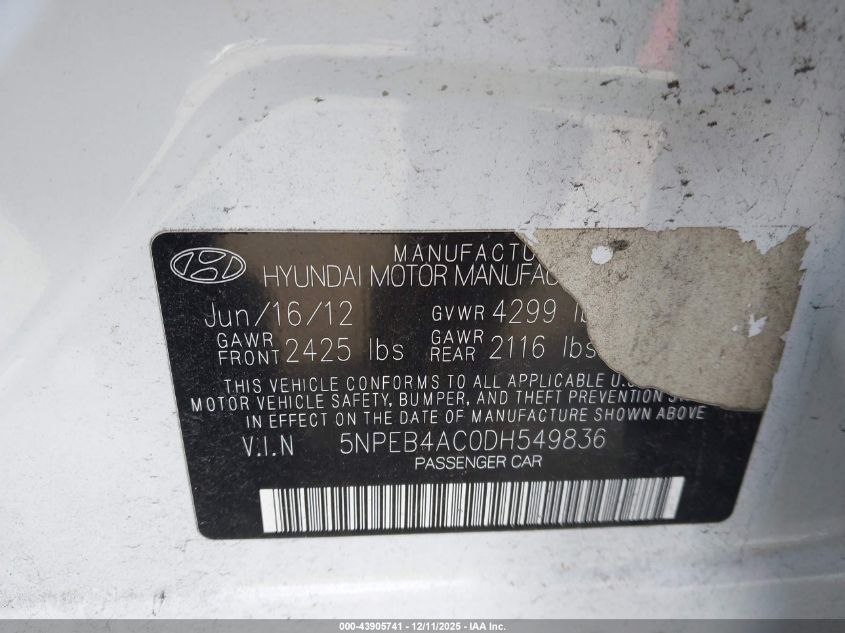 MANUFACTU
HYUNDAI MOTOR MANUFAC
Jun/16/12 GVWR 4299 lb
GAWR FRONT 2425 lbs GAWR REAR 2116 lbs
THIS VEHICLE CONFORMS TO ALL APPLICABLE U.S
MOTOR VEHICLE SAFETY, BUMPER, AND THEFT PREVENTION S
IN EFFECT ON THE DATE OF MANUFACTURE SHOWN ABOVE
V.I.N 5NPEB4AC0DH549836
PASSENGER CAR
000-43905741 - 12/11/2025 - IAA Inc.